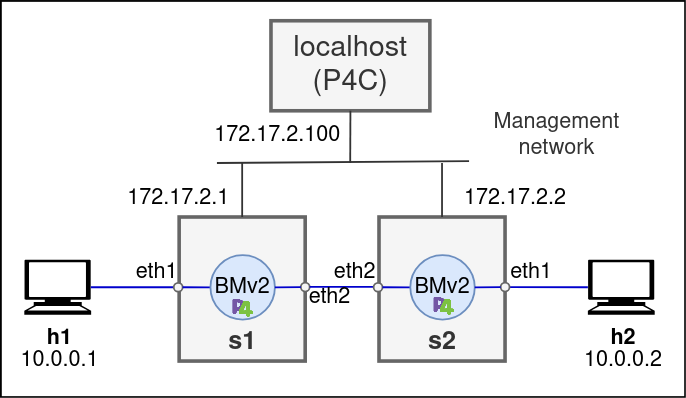 localhost
(P4C)
172.17.2.100
Management
network
172.17.2.1
172.17.2.2
eth1
BMv2
P4
eth2
eth2
BMv2
P4
eth1
s1
s2
h1
10.0.0.1
h2
10.0.0.2